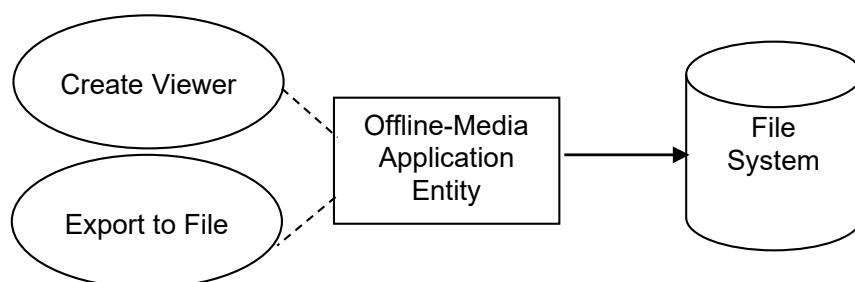 Create Viewer
Export to File
Offline-Media
Application
Entity
File
System